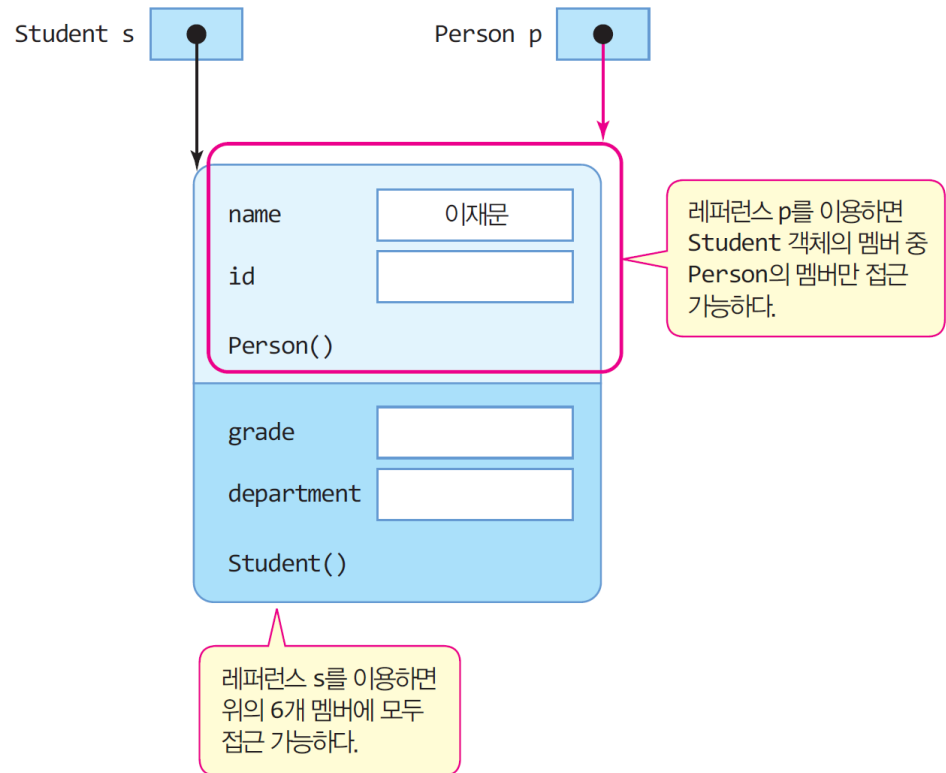 Student s
Person p
name
이재문
id
Person()
레퍼런스 p를 이용하면
Student 객체의 멤버 중
Person의 멤버만 접근
가능하다.
grade
department
Student()
레퍼런스 s를 이용하면
위의 6개 멤버에 모두
접근 가능하다.